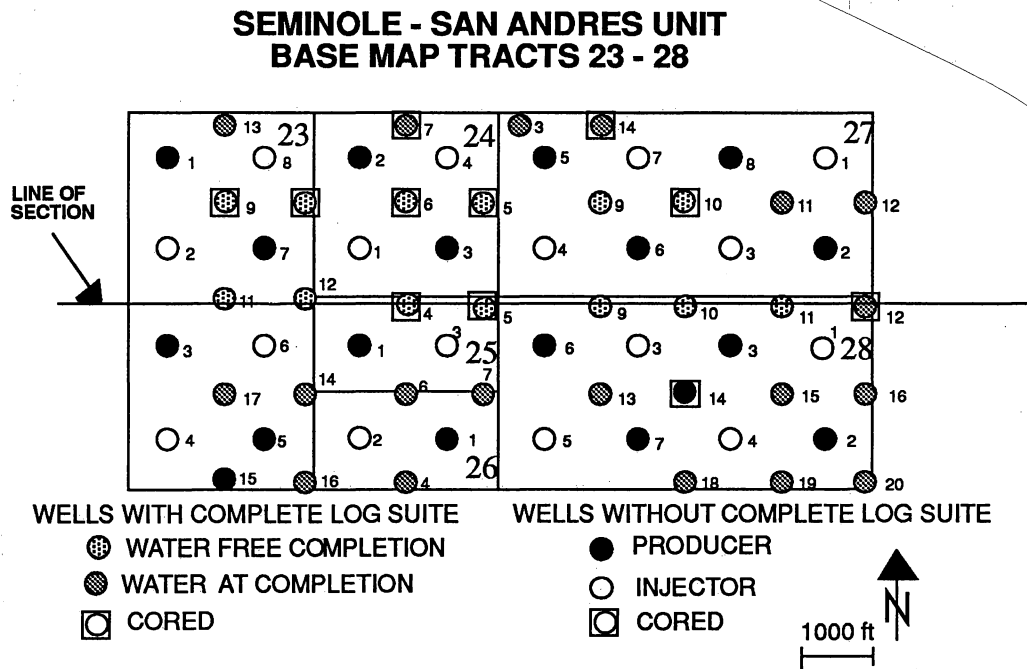 SEMINOLE - SAN ANDRES UNIT
BASE MAP TRACTS 23 - 28
13 23 7 24 3 14 27
1 8 2 4 5 7 8 1
LINE OF
SECTION
9 6 5 9 10 11 12
2 7 1 3 4 6 3 2
11 12 4 5 9 10 11 12
3 6 1 3 25 6 3 3 1 28
17 14 6 7 13 14 15 16
4 5 2 1 5 7 4 2
26
15 16 4 18 19 20
WELLS WITH COMPLETE LOG SUITE
WATER FREE COMPLETION
WATER AT COMPLETION
CORED
WELLS WITHOUT COMPLETE LOG SUITE
PRODUCER
INJECTOR
CORED
N
1000 ft